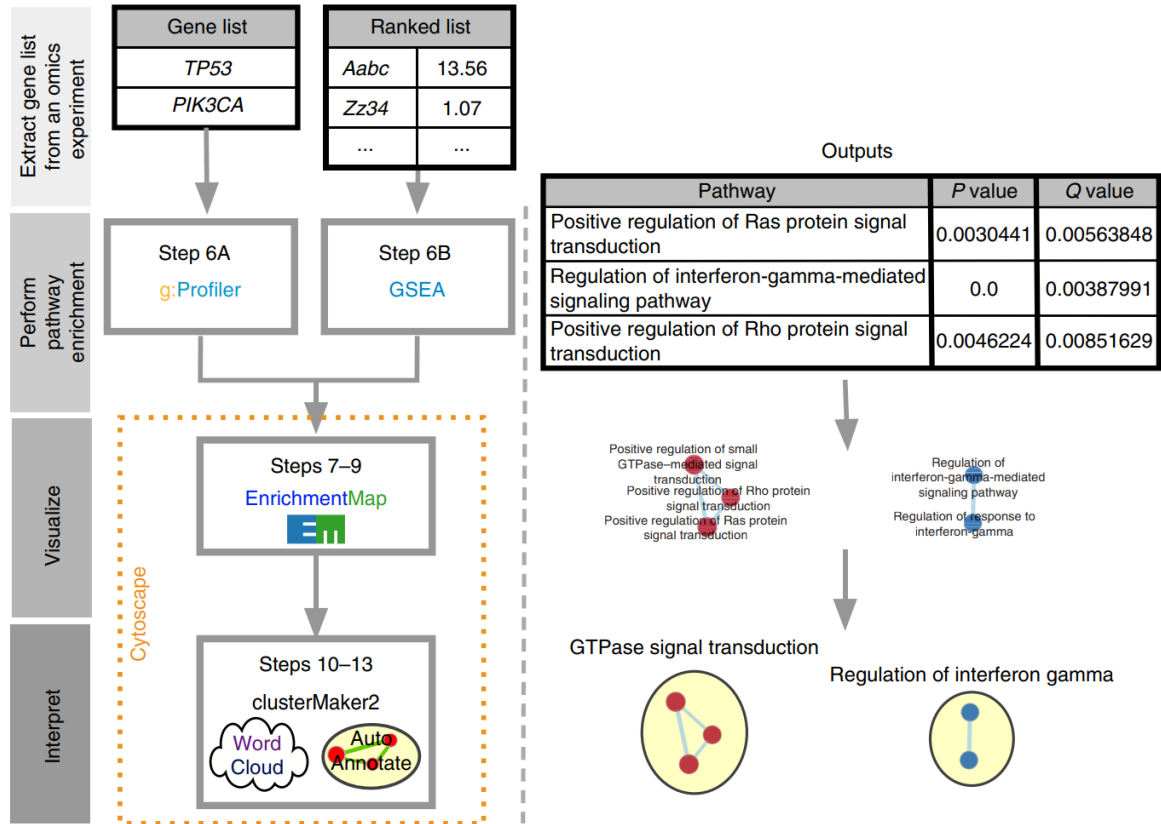 Extract gene list
from an omics
experiment
Gene list
TP53
PIK3CA
Ranked list
Aabc 13.56
Zz34 1.07
... ...
Perform
pathway
enrichment
Step 6A
g:Profiler
Step 6B
GSEA
Visualize
Cytoscape
Steps 7–9
EnrichmentMap
EM
Interpret
Steps 10–13
clusterMaker2
Word
Cloud
Auto
Annotate
Outputs
Pathway P value Q value
Positive regulation of Ras protein signal
transduction
0.0030441 0.00563848
Regulation of interferon-gamma-mediated
signaling pathway
0.0 0.00387991
Positive regulation of Rho protein signal
transduction
0.0046224 0.00851629
Positive regulation of small
GTPase–mediated signal
transduction
Positive regulation of Rho protein
signal transduction
Positive regulation of Ras protein
signal transduction
Regulation of
interferon-gamma-mediated
signaling pathway
Regulation of response to
interferon-gamma
GTPase signal transduction
Regulation of interferon gamma